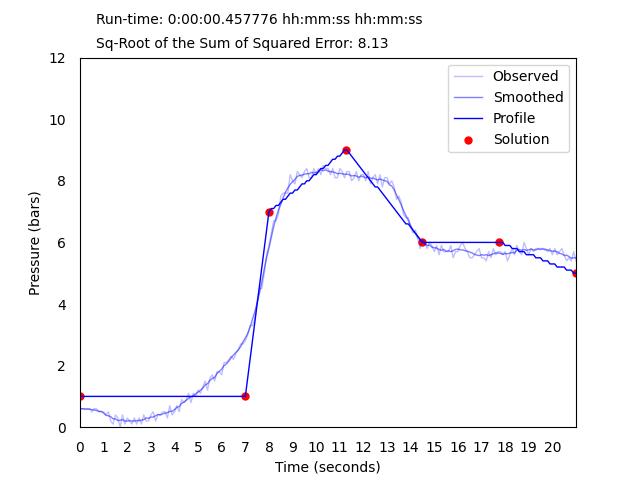 Run-time: 0:00:00.457776 hh:mm:ss hh:mm:ss
Sq-Root of the Sum of Squared Error: 8.13
12
10
8
6
4
2
0
Pressure (bars)
Observed
Smoothed
Profile
Solution
0 1 2 3 4 5 6 7 8 9 10 11 12 13 14 15 16 17 18 19 20
Time (seconds)